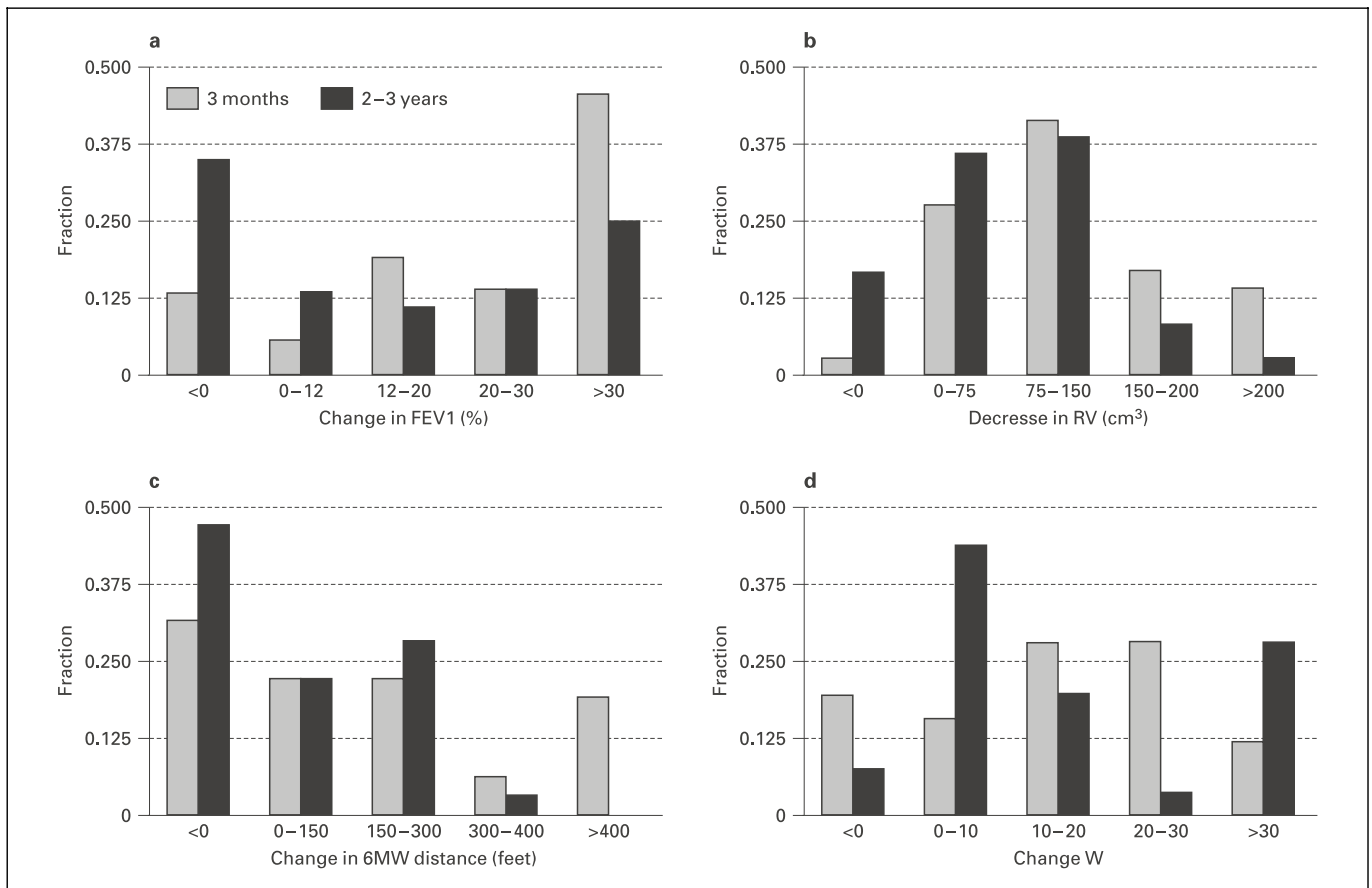 a
0.500
3 months
2–3 years
0.375
0.250
0.125
0
Fraction
<0
0–12
12–20
20–30
>30
Change in FEV1 (%)
b
0.500
0.375
0.250
0.125
0
Fraction
<0
0–75
75–150
150–200
>200
Decresse in RV (cm³)
c
0.500
0.375
0.250
0.125
0
Fraction
<0
0–150
150–300
300–400
>400
Change in 6MW distance (feet)
d
0.500
0.375
0.250
0.125
0
Fraction
<0
0–10
10–20
20–30
>30
Change W